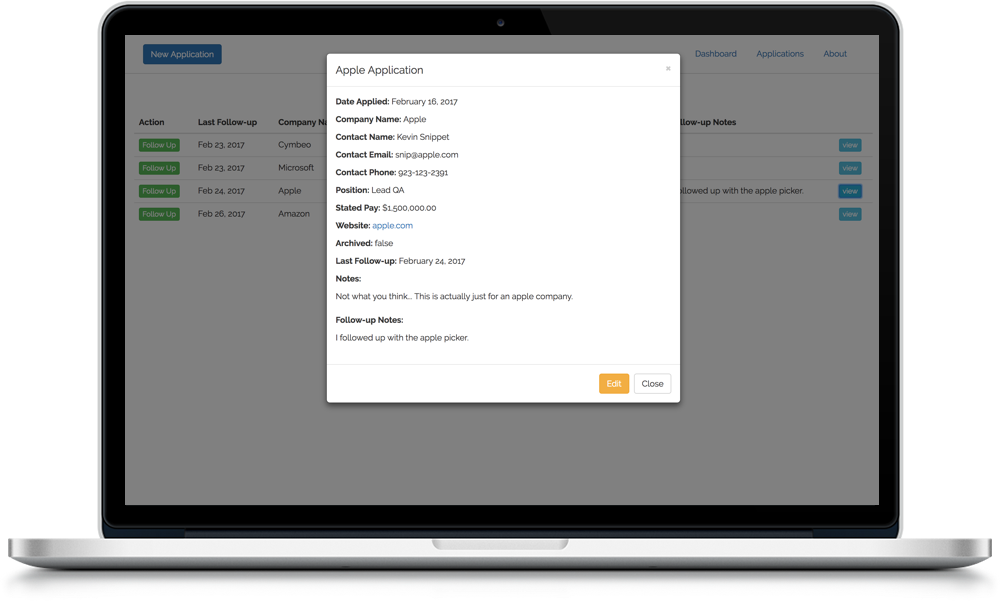 New Application
Dashboard Applications About
Apple Application ×
Date Applied: February 16, 2017
Company Name: Apple
Contact Name: Kevin Snippet
Contact Email: snip@apple.com
Contact Phone: 923-123-2391
Position: Lead QA
Stated Pay: $1,500,000.00
Website: apple.com
Archived: false
Last Follow-up: February 24, 2017
Notes:
Not what you think... This is actually just for an apple company.
Follow-up Notes:
I followed up with the apple picker.
Edit Close
Action Last Follow-up Company Na llow-up Notes
Follow Up Feb 23, 2017 Cymbeo view
Follow Up Feb 23, 2017 Microsoft view
Follow Up Feb 24, 2017 Apple ollowed up with the apple picker. view
Follow Up Feb 26, 2017 Amazon view